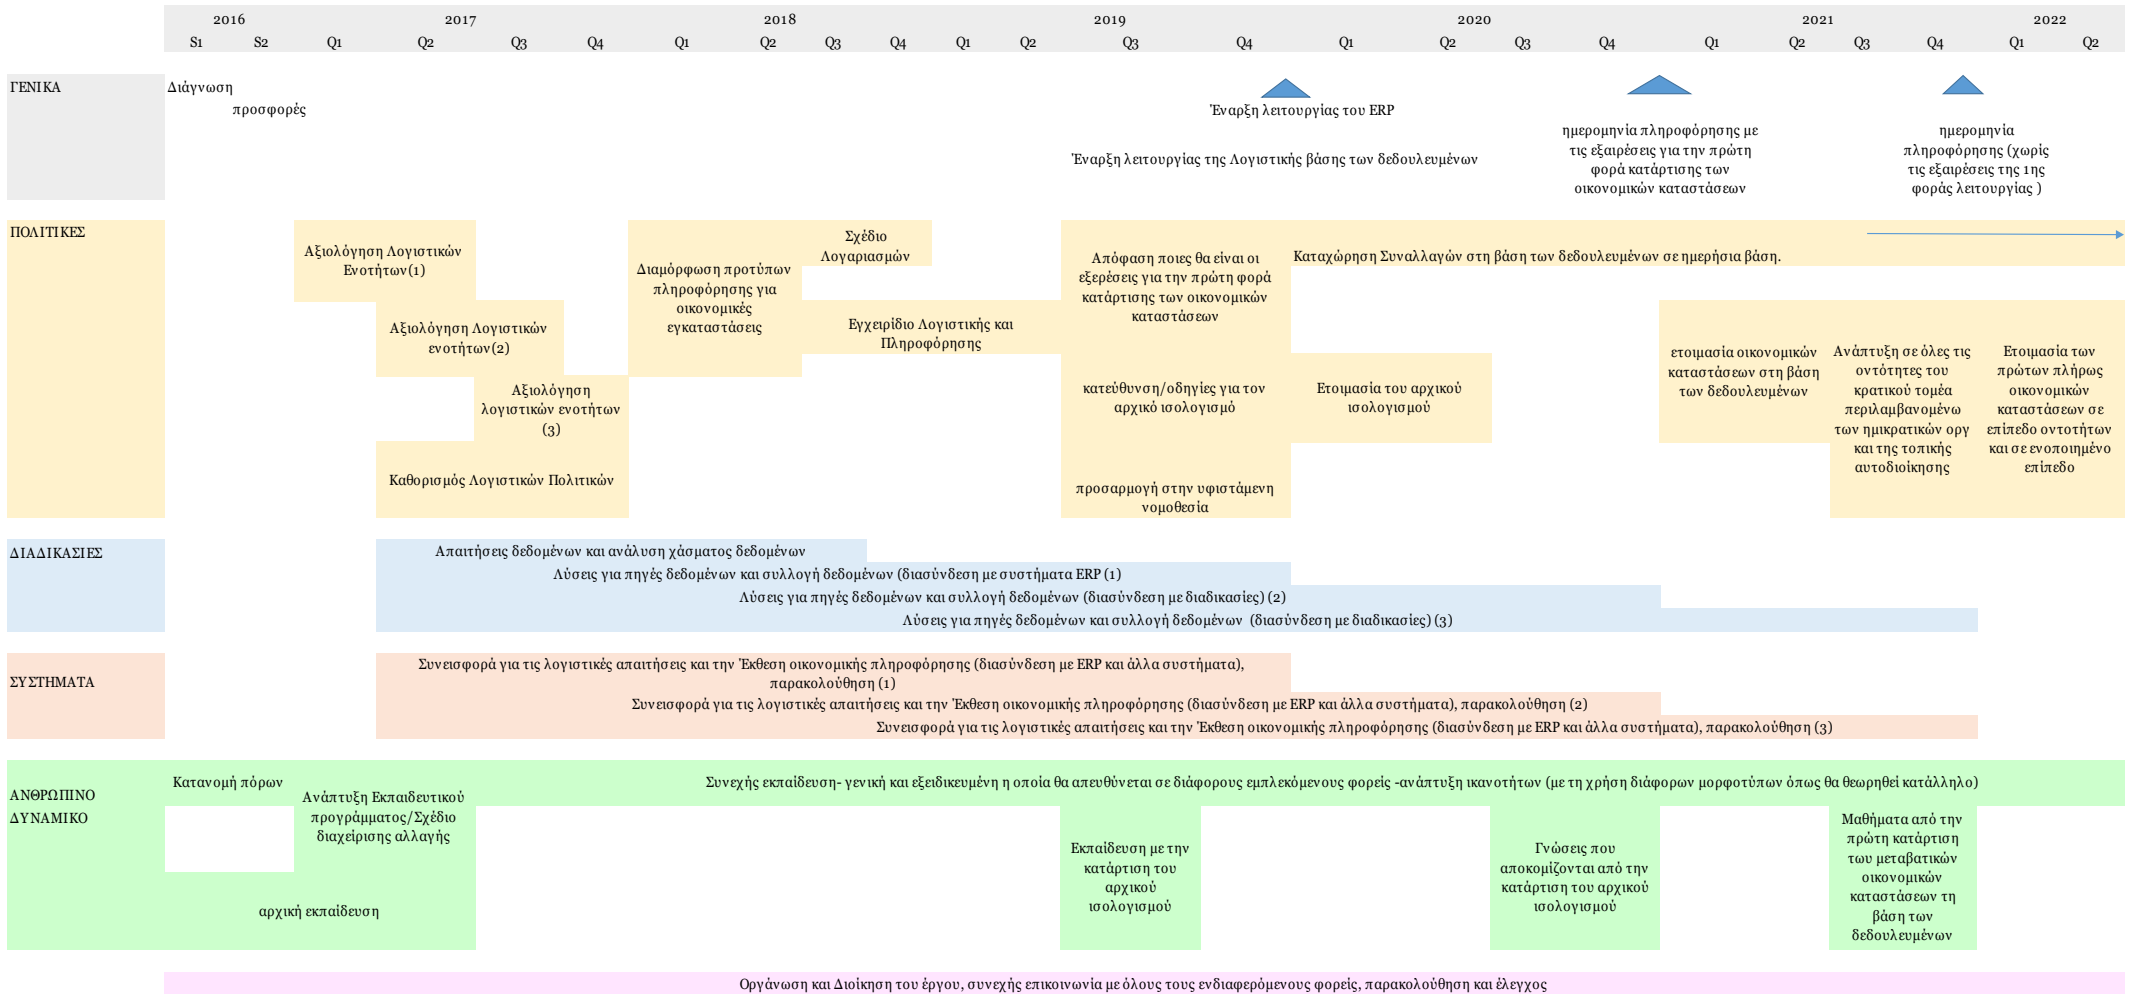 2016 2017 2018 2019 2020 2021 2022
S1 S2 Q1 Q2 Q3 Q4 Q1 Q2 Q3 Q4 Q1 Q2 Q3 Q4 Q1 Q2 Q3 Q4 Q1 Q2 Q3 Q4 Q1 Q2
ΓΕΝΙΚΑ
Διάγνωση
προσφορές
Έναρξη λειτουργίας του ERP
Έναρξη λειτουργίας της Λογιστικής βάσης των δεδουλευμένων
ημερομηνία πληροφόρησης με
τις εξαιρέσεις για την πρώτη
φορά κατάρτισης των
οικονομικών καταστάσεων
ημερομηνία
πληροφόρησης (χωρίς
τις εξαιρέσεις της 1ης
φοράς λειτουργίας )
ΠΟΛΙΤΙΚΕΣ
Αξιολόγηση Λογιστικών
Ενοτήτων(1)
Αξιολόγηση Λογιστικών
ενοτήτων(2)
Αξιολόγηση
λογιστικών ενοτήτων
(3)
Καθορισμός Λογιστικών Πολιτικών
Διαμόρφωση προτύπων
πληροφόρησης για
οικονομικές
εγκαταστάσεις
Σχέδιο
Λογαριασμών
Εγχειρίδιο Λογιστικής και
Πληροφόρησης
Απόφαση ποιες θα είναι οι
εξερέσεις για την πρώτη φορά
κατάρτισης των οικονομικών
καταστάσεων
κατεύθυνση/οδηγίες για τον
αρχικό ισολογισμό
προσαρμογή στην υφιστάμενη
νομοθεσία
Καταχώρηση Συναλλαγών στη βάση των δεδουλευμένων σε ημερήσια βάση.
Ετοιμασία του αρχικού
ισολογισμού
ετοιμασία οικονομικών
καταστάσεων στη βάση
των δεδουλευμένων
Ανάπτυξη σε όλες τις
οντότητες του
κρατικού τομέα
περιλαμβανομένω
των ημικρατικών οργ
και της τοπικής
αυτοδιοίκησης
Ετοιμασία των
πρώτων πλήρως
οικονομικών
καταστάσεων σε
επίπεδο οντοτήτων
και σε ενοποιημένο
επίπεδο
ΔΙΑΔΙΚΑΣΙΕΣ
Απαιτήσεις δεδομένων και ανάλυση χάσματος δεδομένων
Λύσεις για πηγές δεδομένων και συλλογή δεδομένων (διασύνδεση με συστήματα ERP (1)
Λύσεις για πηγές δεδομένων και συλλογή δεδομένων (διασύνδεση με διαδικασίες) (2)
Λύσεις για πηγές δεδομένων και συλλογή δεδομένων (διασύνδεση με διαδικασίες) (3)
ΣΥΣΤΗΜΑΤΑ
Συνεισφορά για τις λογιστικές απαιτήσεις και την Έκθεση οικονομικής πληροφόρησης (διασύνδεση με ERP και άλλα συστήματα),
παρακολούθηση (1)
Συνεισφορά για τις λογιστικές απαιτήσεις και την Έκθεση οικονομικής πληροφόρησης (διασύνδεση με ERP και άλλα συστήματα), παρακολούθηση (2)
Συνεισφορά για τις λογιστικές απαιτήσεις και την Έκθεση οικονομικής πληροφόρησης (διασύνδεση με ERP και άλλα συστήματα), παρακολούθηση (3)
ΑΝΘΡΩΠΙΝΟ
ΔΥΝΑΜΙΚΟ
Κατανομή πόρων
Ανάπτυξη Εκπαιδευτικού
προγράμματος/Σχέδιο
διαχείρισης αλλαγής
αρχική εκπαίδευση
Συνεχής εκπαίδευση- γενική και εξειδικευμένη η οποία θα απευθύνεται σε διάφορους εμπλεκόμενους φορείς -ανάπτυξη ικανοτήτων (με τη χρήση διάφορων μορφοτύπων όπως θα θεωρηθεί κατάλληλο)
Εκπαίδευση με την
κατάρτιση του
αρχικού
ισολογισμού
Γνώσεις που
αποκομίζονται από την
κατάρτιση του αρχικού
ισολογισμού
Μαθήματα από την
πρώτη κατάρτιση
του μεταβατικών
οικονομικών
καταστάσεων τη
βάση των
δεδουλευμένων
Οργάνωση και Διοίκηση του έργου, συνεχής επικοινωνία με όλους τους ενδιαφερόμενους φορείς, παρακολούθηση και έλεγχος